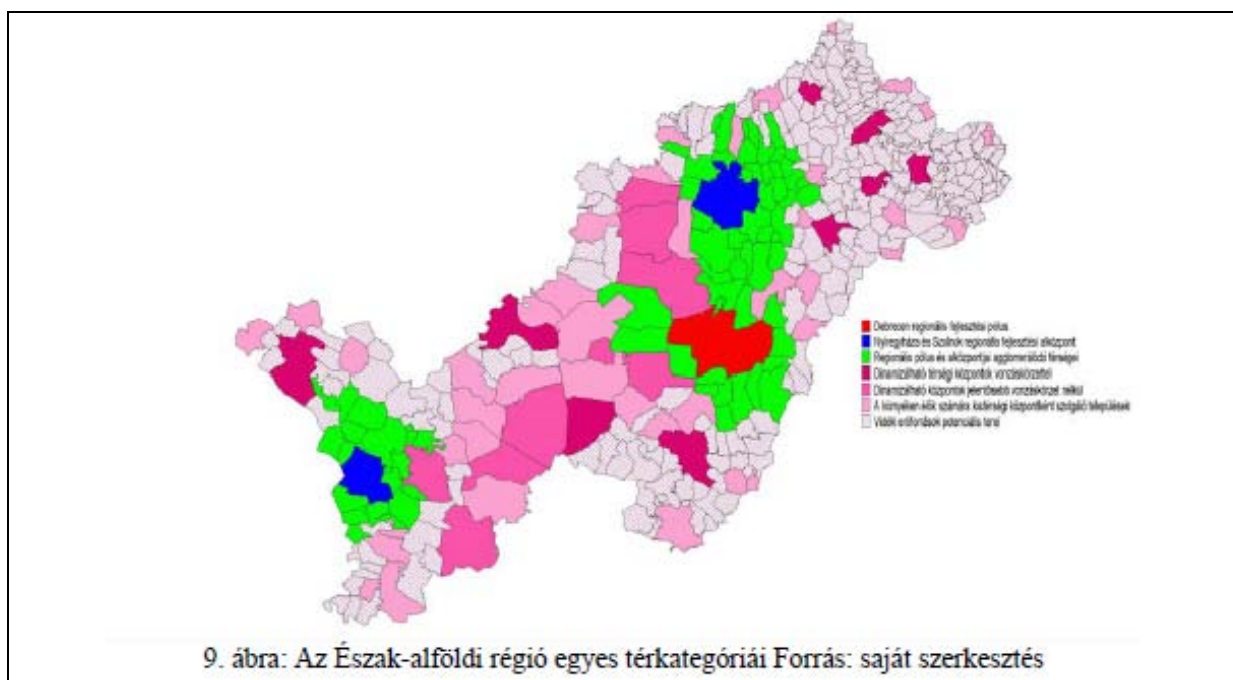 Debrecen regionális fejlesztési pólus
Nyíregyháza és Szolnok regionális fejlesztési alközpont
Regionális pólus és alközpontjai agglomerálódó térségei
Dinamizálható térségi központok vonzáskörzettel
Dinamizálható központok jelentősebb vonzáskörzet nélkül
A környéken élők számára kistérségi központként szolgáló települések
Vidéki erőforrások potenciális terei
9. ábra: Az Észak-alföldi régió egyes térkategóriái Forrás: saját szerkesztés